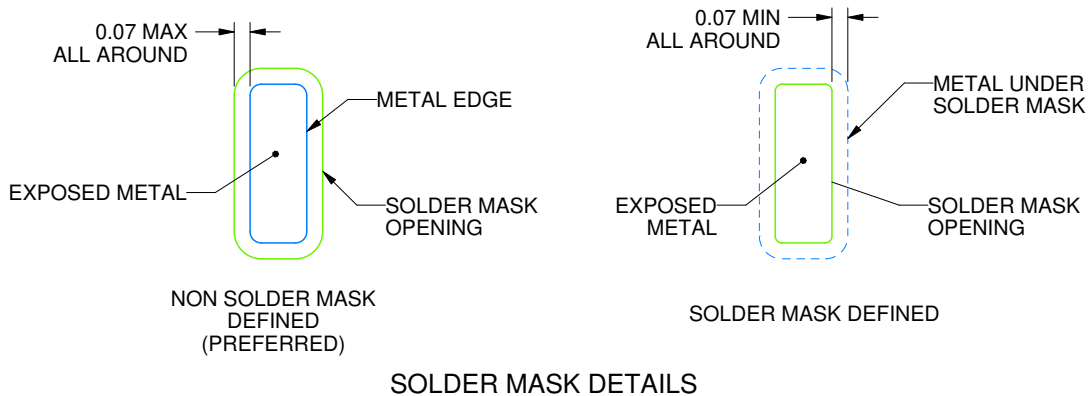 0.07 MAX
ALL AROUND
METAL EDGE
EXPOSED METAL
SOLDER MASK
OPENING
NON SOLDER MASK
DEFINED
(PREFERRED)
0.07 MIN
ALL AROUND
METAL UNDER
SOLDER MASK
EXPOSED
METAL
SOLDER MASK
OPENING
SOLDER MASK DEFINED
SOLDER MASK DETAILS